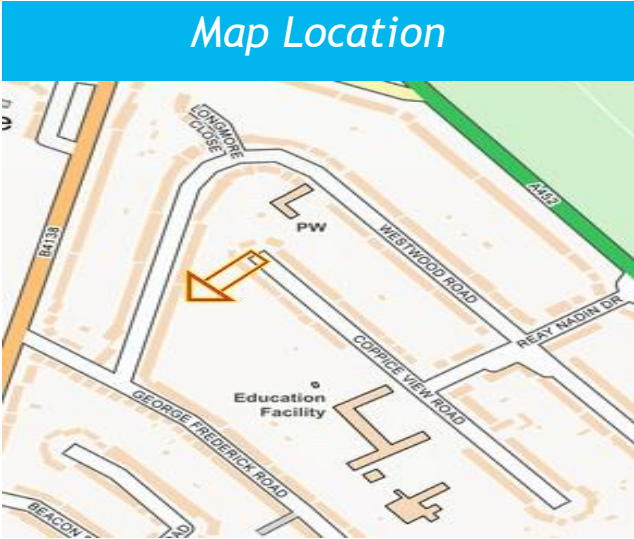 Map Location
LONGMORE
CLOSE
e
A452
B4138
PW
WESTWOOD ROAD
REAY NADIN DR
COPPICE VIEW ROAD
Education
Facility
GEORGE FREDERICK ROAD
BEACON
AD